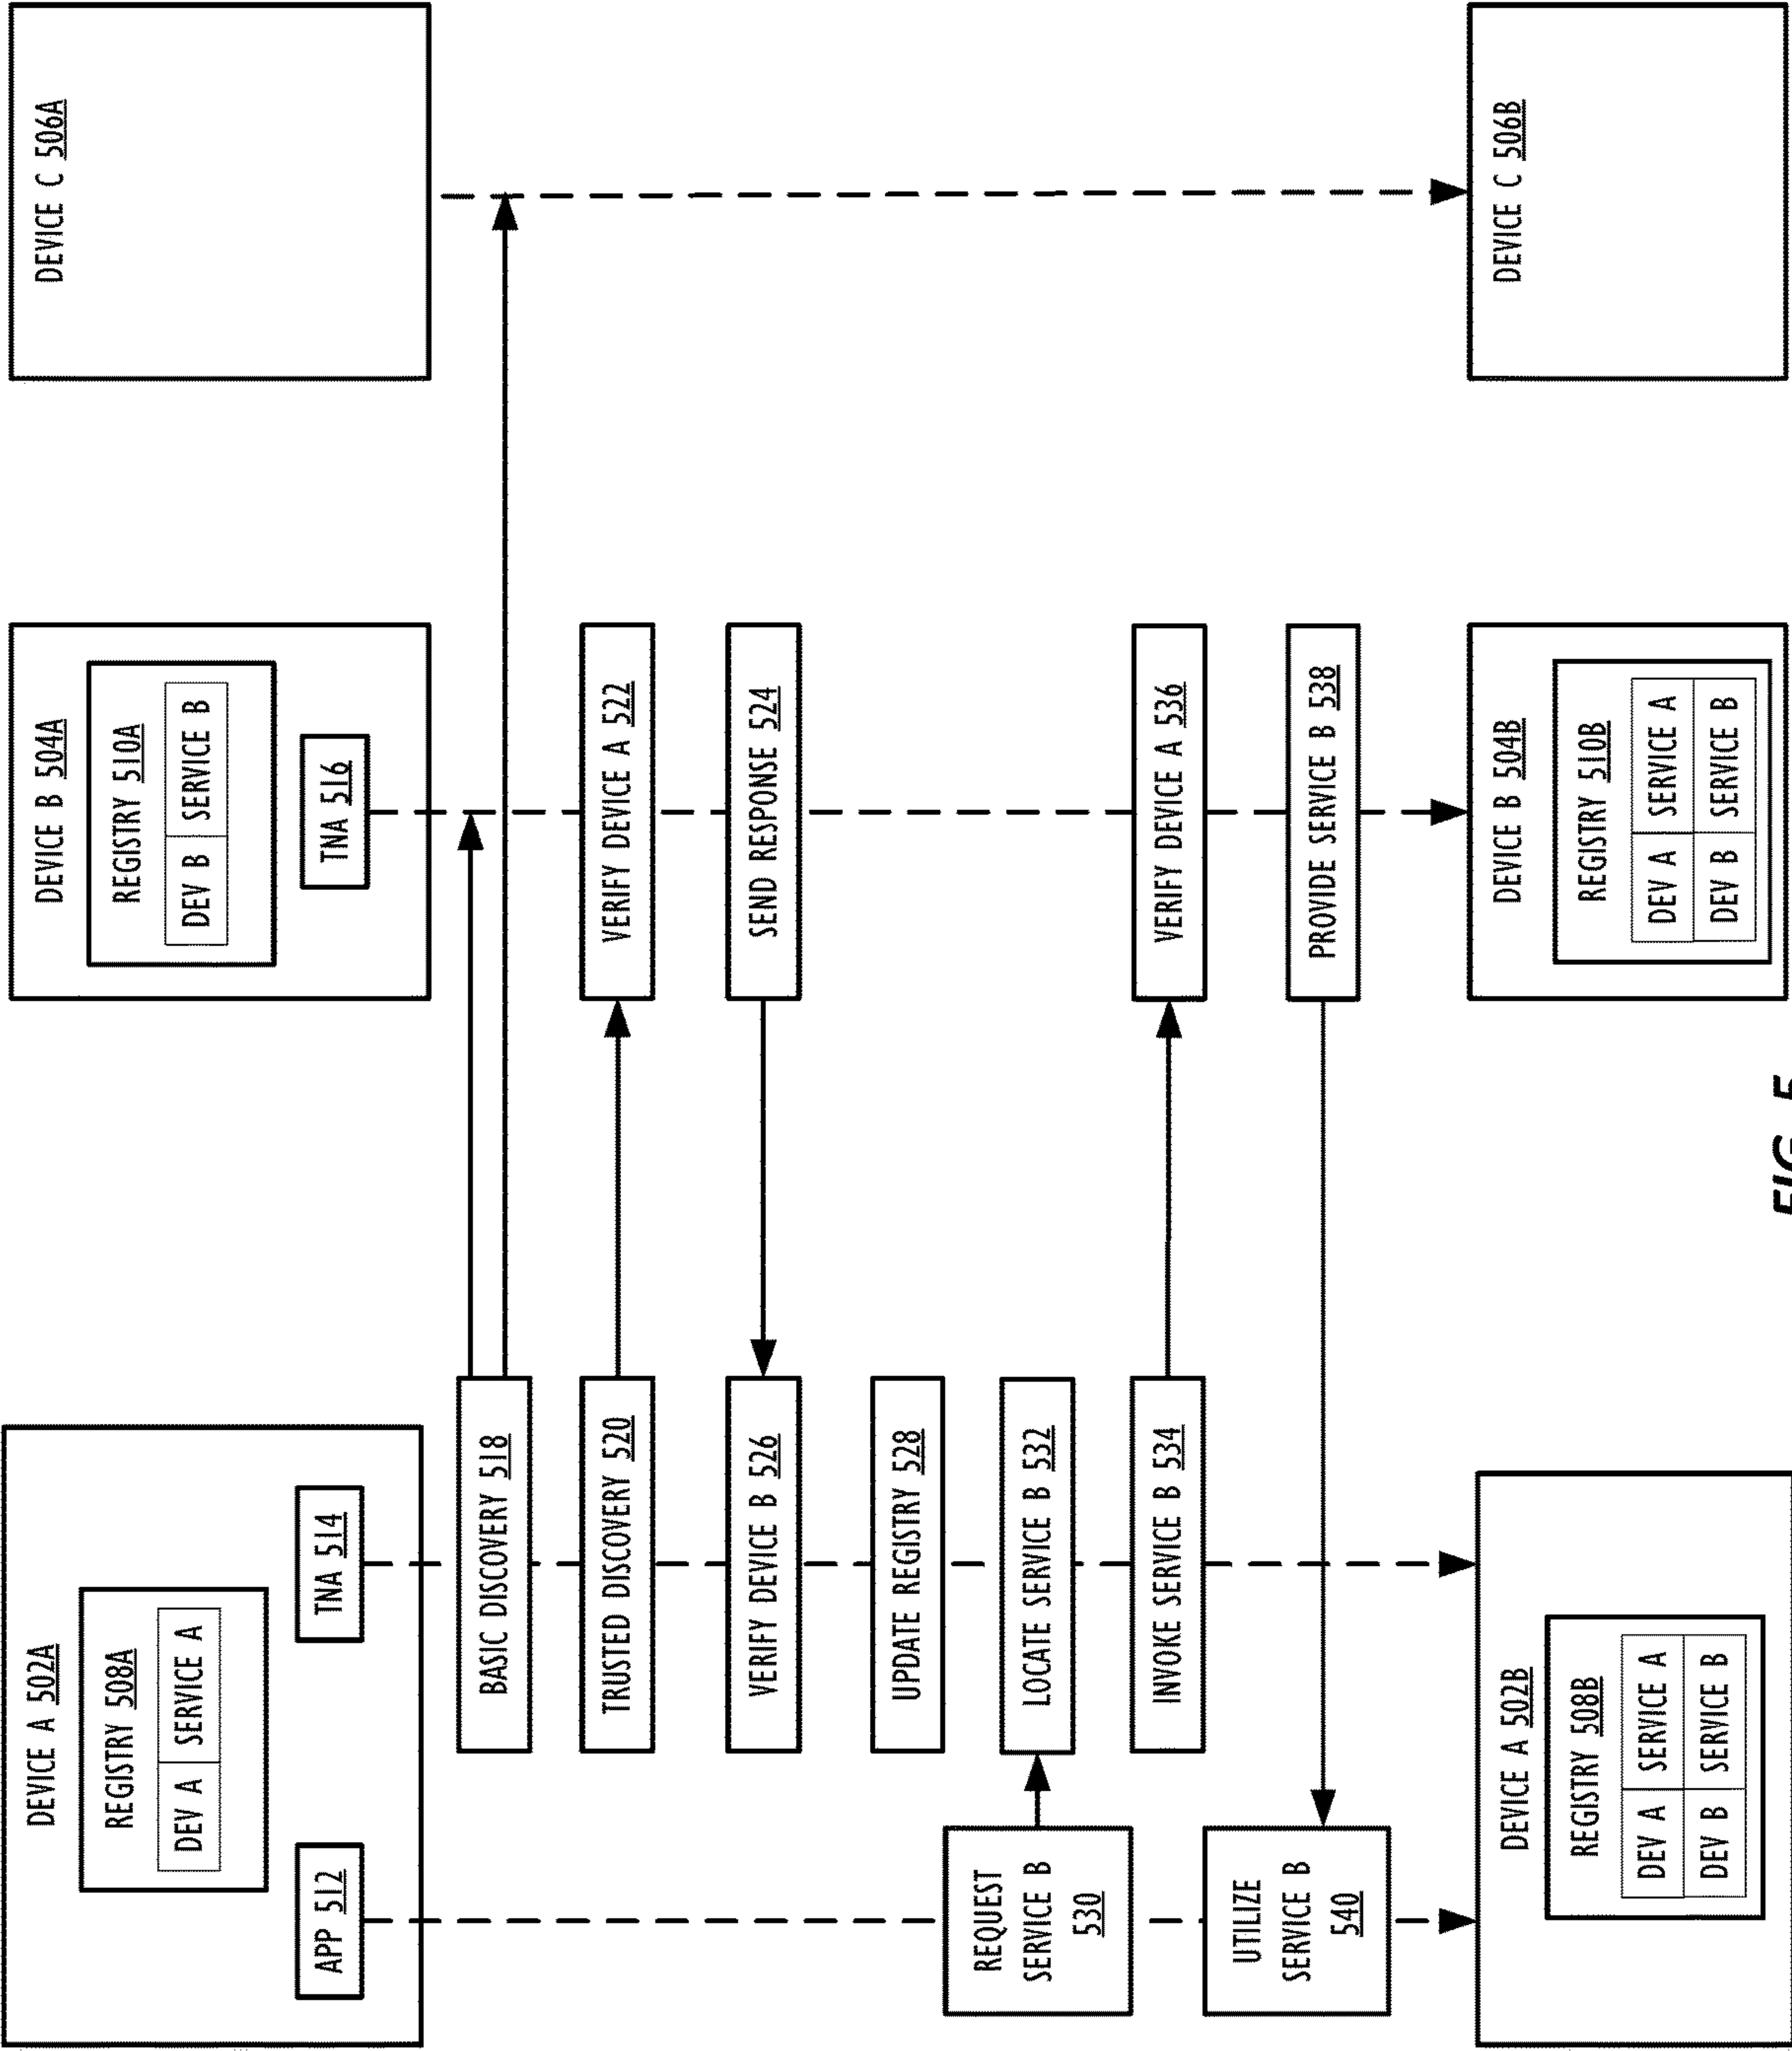 DEVICE A 502A
REGISTRY 508A
DEV A SERVICE A
APP 512
TNA 514
DEVICE B 504A
REGISTRY 510A
DEV B SERVICE B
TNA 516
DEVICE C 506A
BASIC DISCOVERY 518
TRUSTED DISCOVERY 520
VERIFY DEVICE A 522
SEND RESPONSE 524
VERIFY DEVICE B 526
UPDATE REGISTRY 528
REQUEST
SERVICE B
530
LOCATE SERVICE B 532
INVOKE SERVICE B 534
VERIFY DEVICE A 536
PROVIDE SERVICE B 538
UTILIZE
SERVICE B
540
DEVICE A 502B
REGISTRY 508B
DEV A SERVICE A
DEV B SERVICE B
DEVICE B 504B
REGISTRY 510B
DEV A SERVICE A
DEV B SERVICE B
DEVICE C 506B
FIG. 5